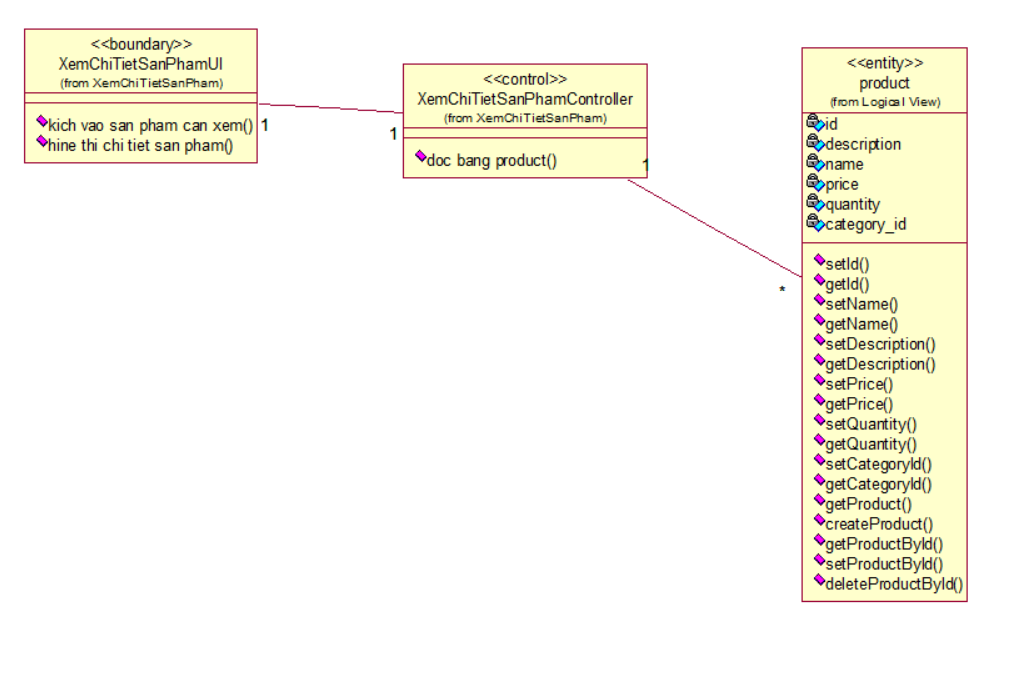 <<boundary>>
XemChiTietSanPhamUI
(from XemChiTietSanPham)
kich vao san pham can xem()
hine thi chi tiet san pham()
1
1
<<control>>
XemChiTietSanPhamController
(from XemChiTietSanPham)
doc bang product()
1
*
<<entity>>
product
(from Logical View)
id
description
name
price
quantity
category_id
setId()
getId()
setName()
getName()
setDescription()
getDescription()
setPrice()
getPrice()
setQuantity()
getQuantity()
setCategoryId()
getCategoryId()
getProduct()
createProduct()
getProductById()
setProductById()
deleteProductById()